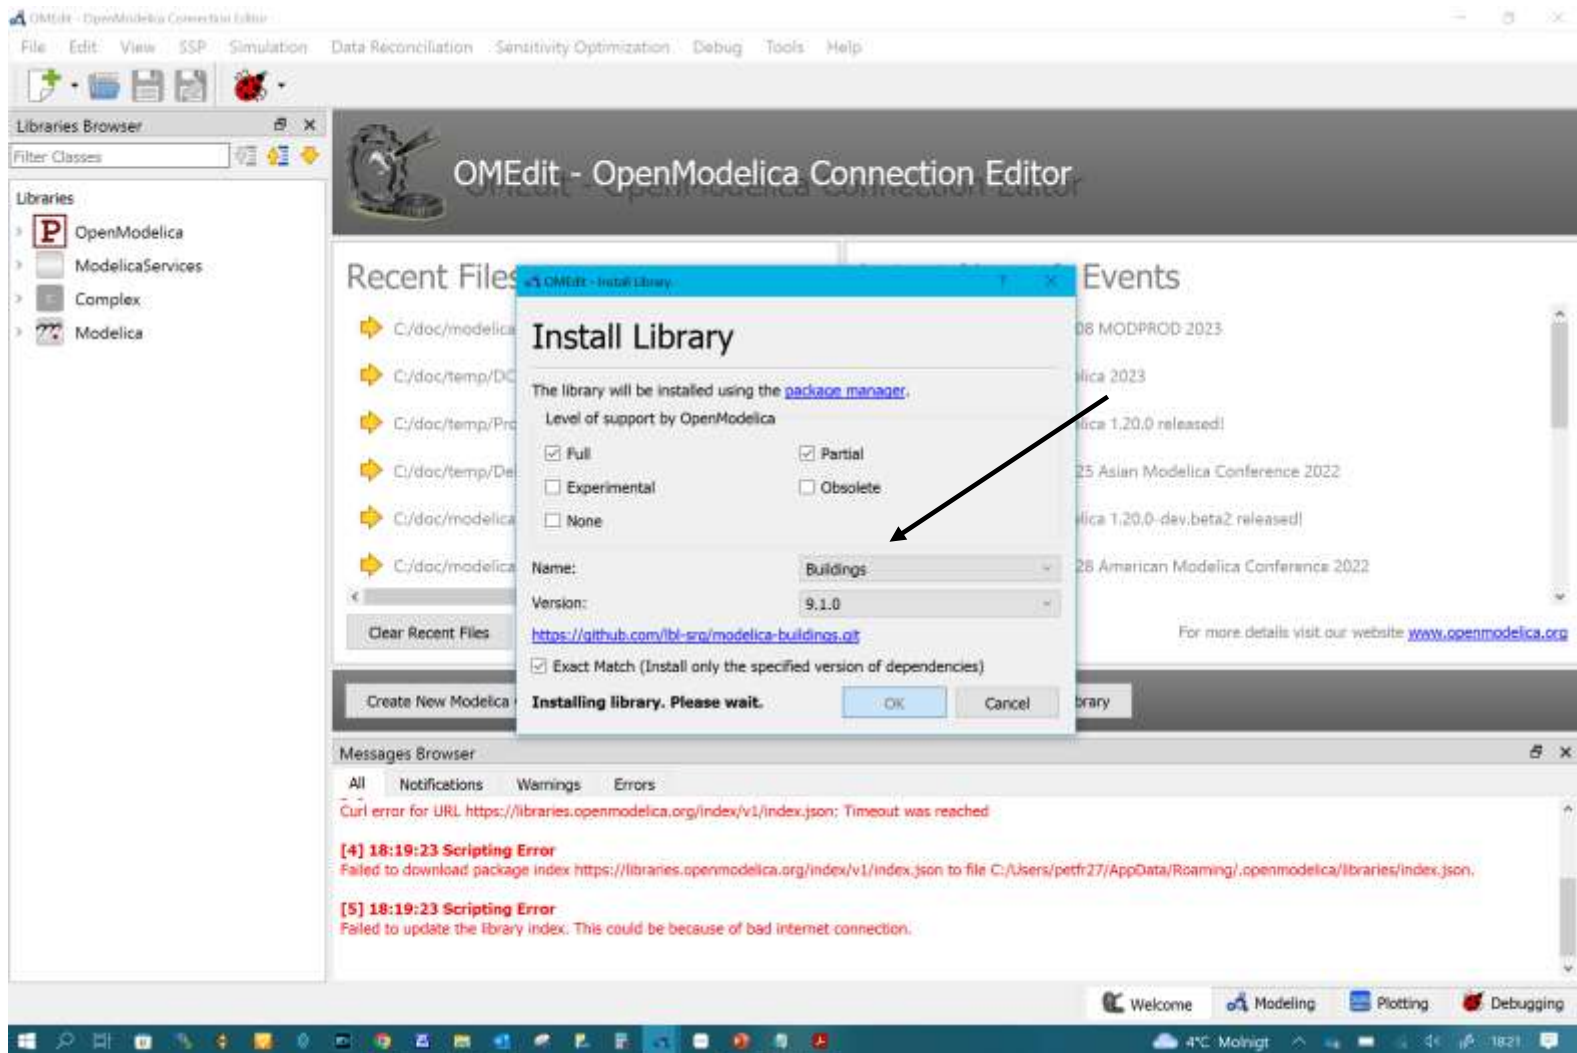 OMEdit - OpenModelica Connection Editor
File Edit View SSP Simulation Data Reconciliation Sensitivity Optimization Debug Tools Help
Libraries Browser
Filter Classes
Libraries
OpenModelica
ModelicaServices
Complex
Modelica
OMEdit - OpenModelica Connection Editor
Recent Files
C:/doc/modelica
C:/doc/temp/DC
C:/doc/temp/Pro
C:/doc/temp/De
C:/doc/modelica
C:/doc/modelica
Clear Recent Files
Events
08 MODPROD 2023
lica 2023
lica 1.20.0 released!
25 Asian Modelica Conference 2022
lica 1.20.0-dev.beta2 released!
28 American Modelica Conference 2022
For more details visit our website www.openmodelica.org
Create New Modelica
brary
OMEdit - Install Library
Install Library
The library will be installed using the package manager.
Level of support by OpenModelica
Full Partial
Experimental Obsolete
None
Name: Buildings
Version: 9.1.0
https://github.com/lbl-srg/modelica-buildings.git
Exact Match (Install only the specified version of dependencies)
Installing library. Please wait. OK Cancel
Messages Browser
All Notifications Warnings Errors
Curl error for URL https://libraries.openmodelica.org/index/v1/index.json: Timeout was reached
[4] 18:19:23 Scripting Error
Failed to download package index https://libraries.openmodelica.org/index/v1/index.json to file C:/Users/petfr27/AppData/Roaming/.openmodelica/libraries/index.json.
[5] 18:19:23 Scripting Error
Failed to update the library index. This could be because of bad internet connection.
Welcome Modeling Plotting Debugging
4°C Molnigt 18:21